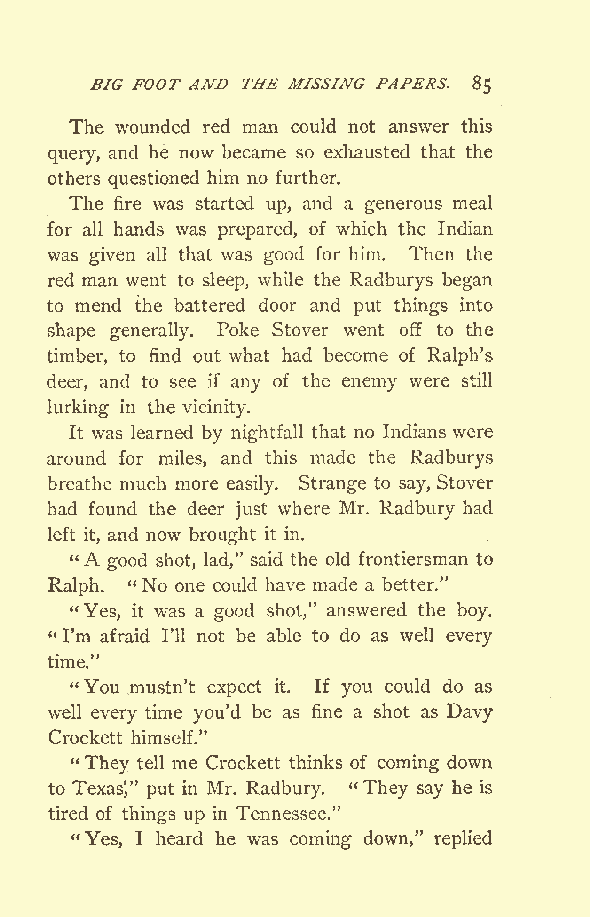 BIG FOOT AND THE MISSING PAPERS. 85
The wounded red man could not answer this
query, and he now became so exhausted that the
others questioned him no further.
The fire was started up, and a generous meal
for all hands was prepared, of which the Indian
was given all that was good for him. Then the
red man went to sleep, while the Radburys began
to mend the battered door and put things into
shape generally. Poke Stover went off to the
timber, to find out what had become of Ralph's
deer, and to see if any of the enemy were still
lurking in the vicinity.
It was learned by nightfall that no Indians were
around for miles, and this made the Radburys
breathe much more easily. Strange to say, Stover
had found the deer just where Mr. Radbury had
left it, and now brought it in.
"A good shot, lad," said the old frontiersman to
Ralph. "No one could have made a better."
"Yes, it was a good shot," answered the boy.
"I'm afraid I'll not be able to do as well every
time."
"You mustn't expect it. If you could do as
well every time you'd be as fine a shot as Davy
Crockett himself."
"They tell me Crockett thinks of coming down
to Texas," put in Mr. Radbury. "They say he is
tired of things up in Tennessee."
"Yes, I heard he was coming down," replied